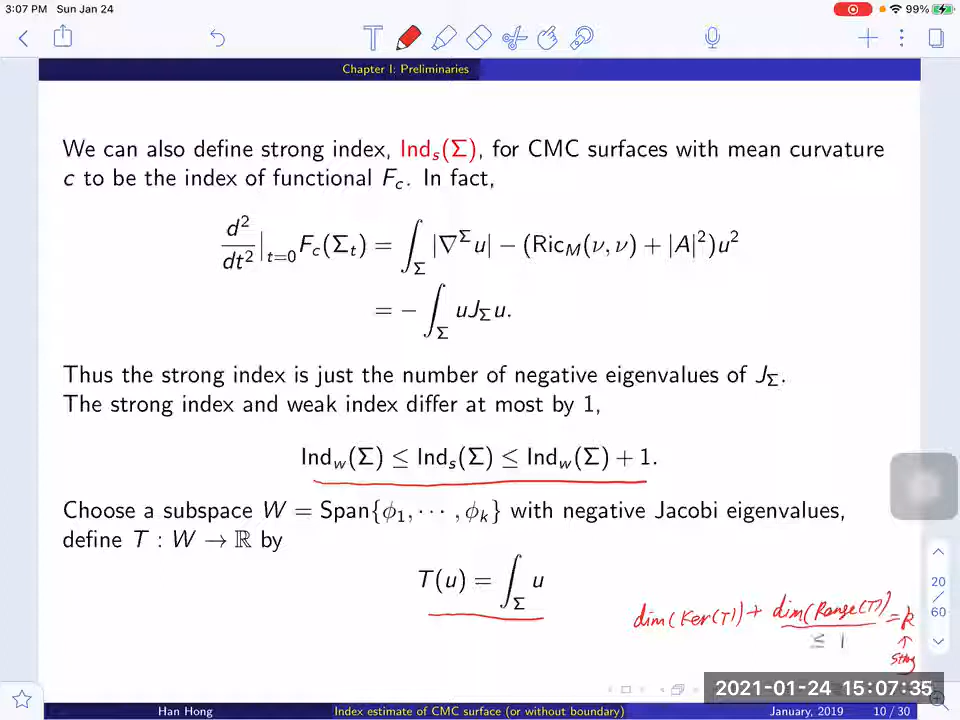 3:07 PM Sun Jan 24
99%
Chapter I: Preliminaries
We can also define strong index, Ind_s(Σ), for CMC surfaces with mean curvature
c to be the index of functional F_c. In fact,
d²/dt²|_{t=0} F_c(Σ_t) = ∫_Σ |∇^Σ u| − (Ric_M(ν, ν) + |A|²)u²
= − ∫_Σ uJ_Σ u.
Thus the strong index is just the number of negative eigenvalues of J_Σ.
The strong index and weak index differ at most by 1,
Ind_w(Σ) ≤ Ind_s(Σ) ≤ Ind_w(Σ) + 1.
Choose a subspace W = Span{ϕ_1, ⋯ , ϕ_k} with negative Jacobi eigenvalues,
define T : W → ℝ by
T(u) = ∫_Σ u
dim(Ker(T)) + dim(Range(T)) = k
≤ 1
↑
20
/
60
2021-01-24 15:07:35
Han Hong
Index estimate of CMC surface (or without boundary)
January, 2019
10 / 30